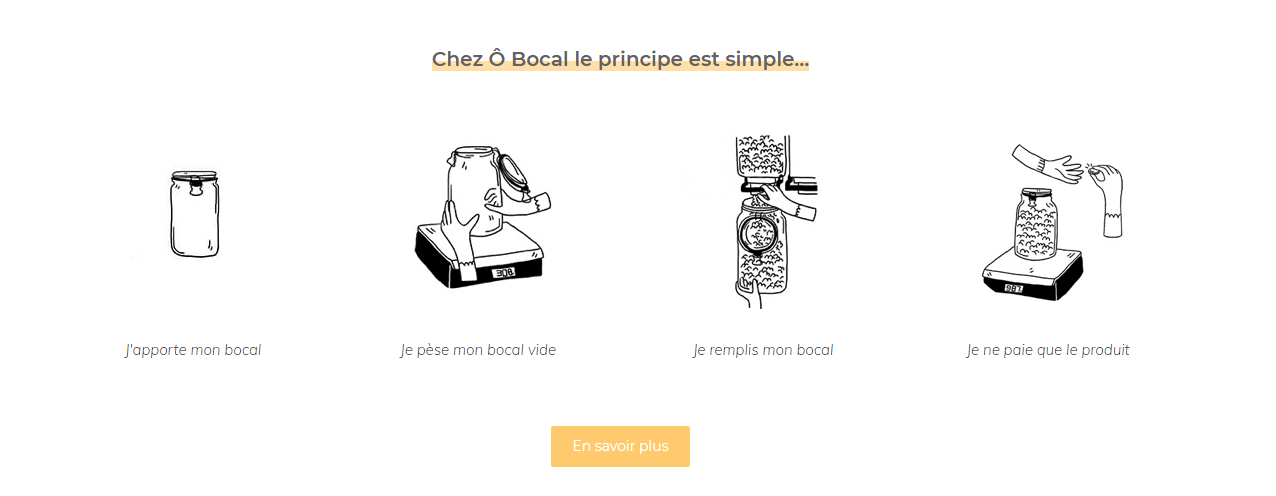 Chez Ô Bocal le principe est simple...
308
987
J'apporte mon bocal
Je pèse mon bocal vide
Je remplis mon bocal
Je ne paie que le produit
En savoir plus